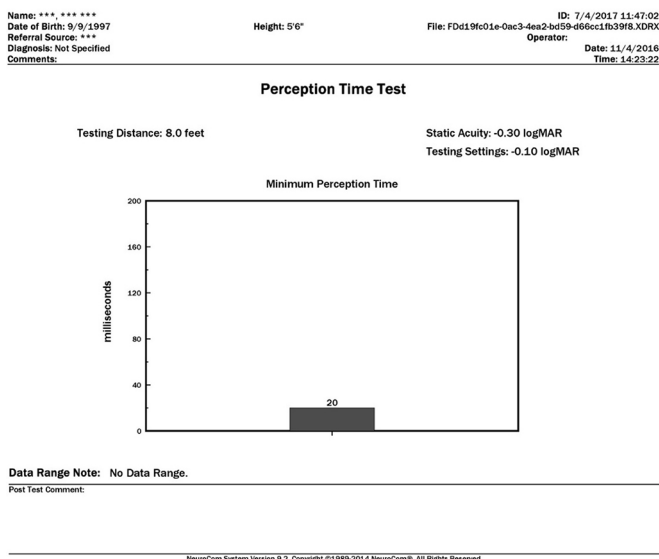 Name: ***, *** ***
Date of Birth: 9/9/1997
Referral Source: ***
Diagnosis: Not Specified
Comments:
Height: 5'6"
ID: 7/4/2017 11:47:02
File: FDd19fc01e-0ac3-4ea2-bd59-d66cc1fb39f8.XDRX
Operator:
Date: 11/4/2016
Time: 14:23:22
Perception Time Test
Testing Distance: 8.0 feet
Static Acuity: -0.30 logMAR
Testing Settings: -0.10 logMAR
Minimum Perception Time
200
160
120
80
40
0
milliseconds
20
Data Range Note: No Data Range.
Post Test Comment:
NeuroCom System Version 9.2, Copyright ©1989-2014 NeuroCom®. All Rights Reserved